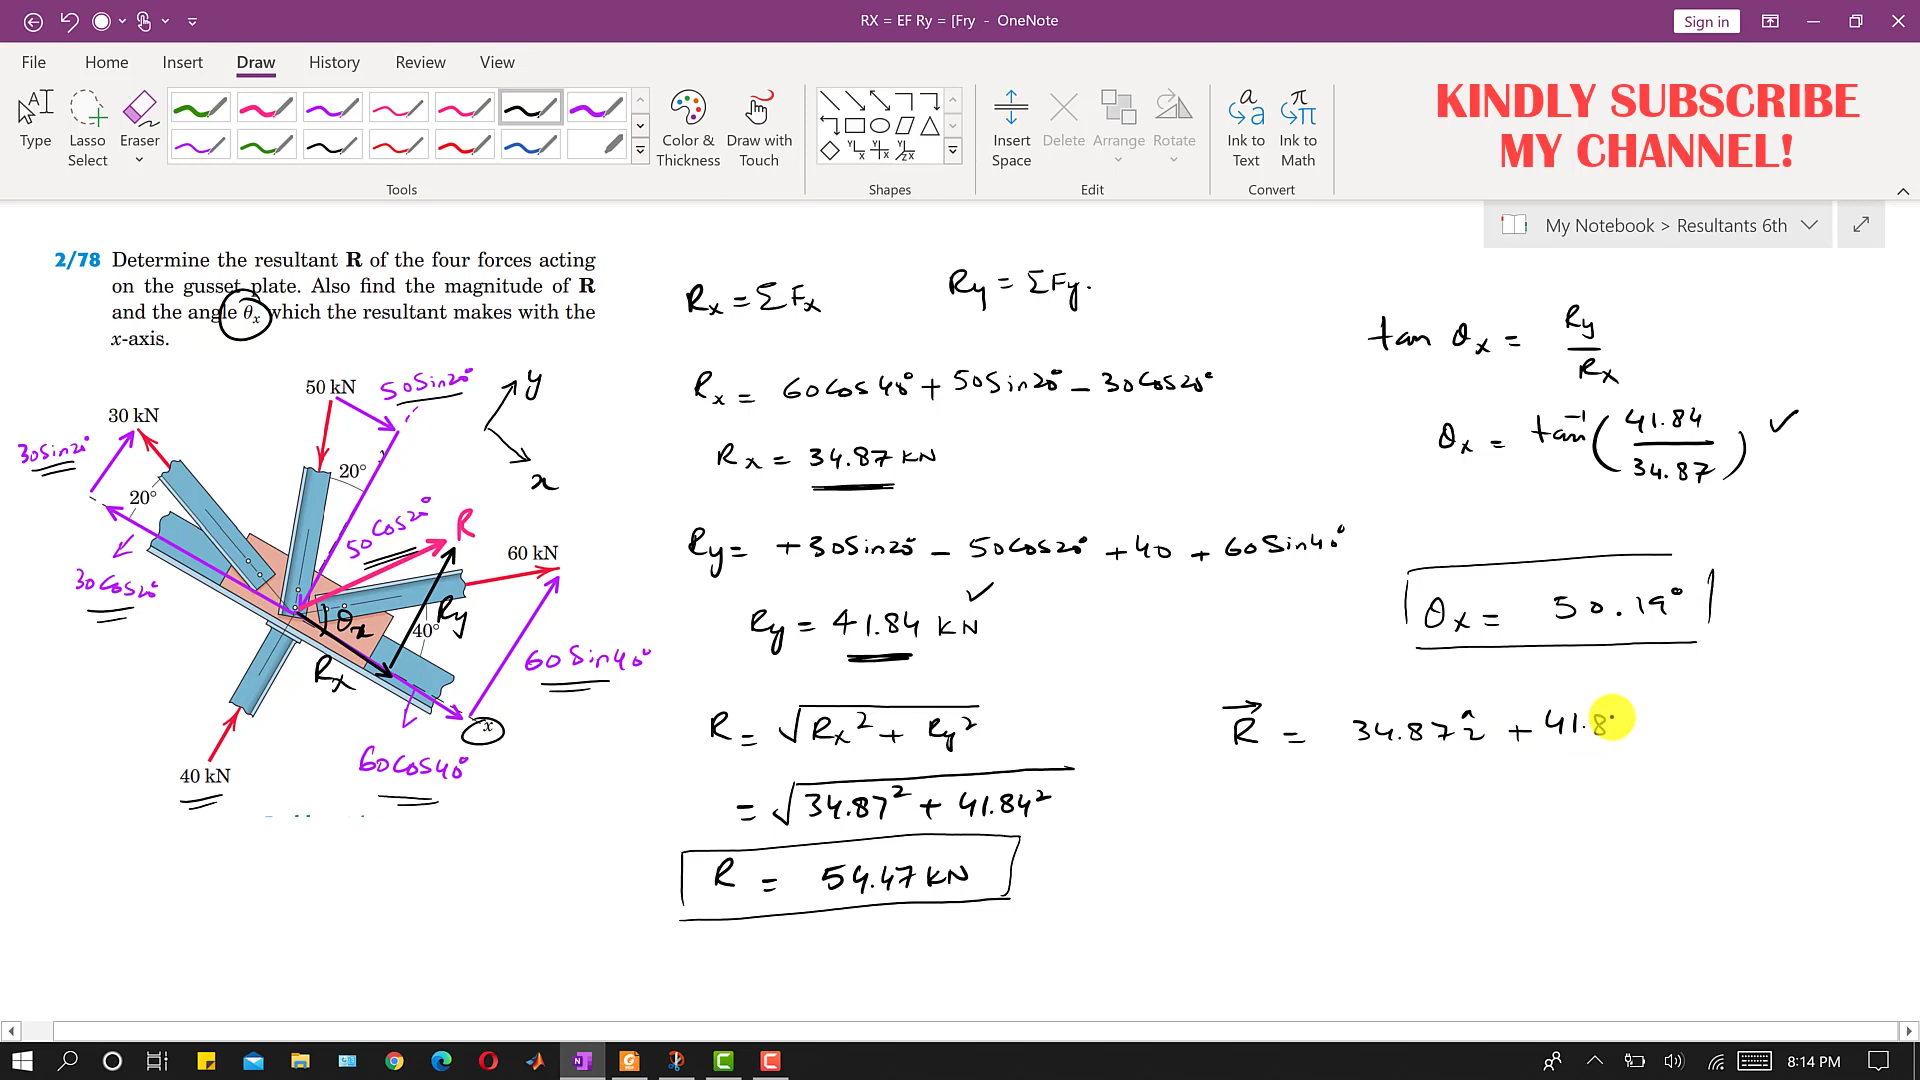 RX = EF Ry = [Fry - OneNote
Sign in
File Home Insert Draw History Review View
KINDLY SUBSCRIBE
MY CHANNEL!
Type
Lasso
Select
Eraser
Color &
Thickness
Draw with
Touch
Insert
Space
Delete
Arrange
Rotate
Ink to
Text
Ink to
Math
Tools
Shapes
Edit
Convert
My Notebook > Resultants 6th
2/78 Determine the resultant R of the four forces acting
on the gusset plate. Also find the magnitude of R
and the angle θx which the resultant makes with the
x-axis.
50 kN
50Sin20°
y
x
30 kN
30Sin20°
20°
20°
50Cos20°
R
60 kN
30Cos20°
θx
Ry
40°
Rx
60Sin40°
x
60Cos40°
40 kN
Rx = ΣFx
Ry = ΣFy.
Rx = 60Cos40° + 50Sin20° - 30Cos20°
Rx = 34.87 KN
Ry = +30Sin20° - 50Cos20° + 40 + 60Sin40°
Ry = 41.84 KN
R = √Rx² + Ry²
= √34.87² + 41.84²
R = 54.47 KN
tan θx = Ry / Rx
θx = tan⁻¹ (41.84 / 34.87)
θx = 50.19°
R = 34.87 î + 41.8
8:14 PM